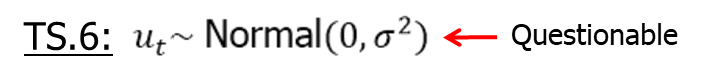 TS.6: uₜ~ Normal(0, σ²) ← Questionable